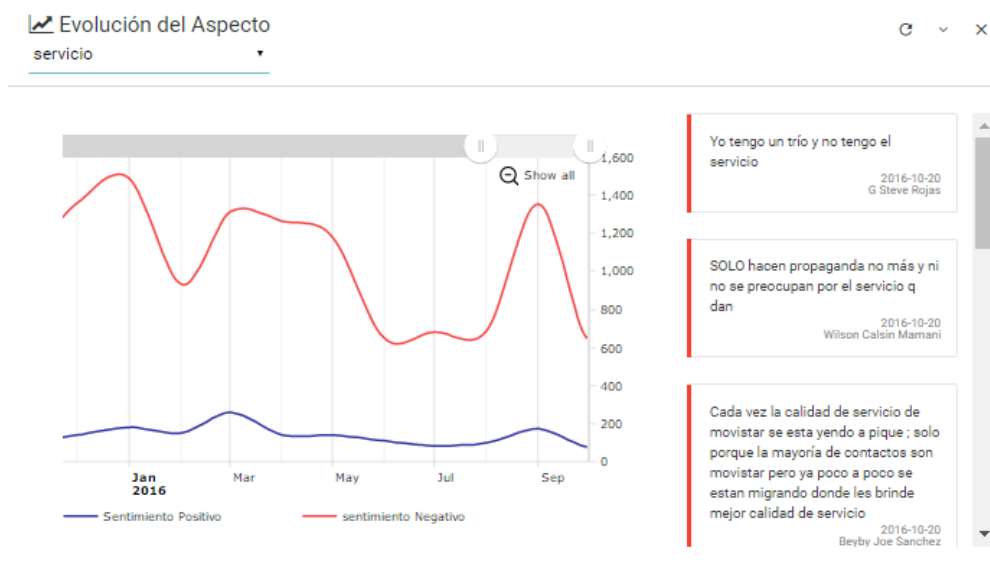 Evolución del Aspecto
servicio
Show all
1,600
1,400
1,200
1,000
800
600
400
200
0
Jan
2016
Mar
May
Jul
Sep
Sentimiento Positivo
sentimiento Negativo
Yo tengo un trío y no tengo el
servicio
2016-10-20
G Steve Rojas
SOLO hacen propaganda no más y ni
no se preocupan por el servicio q
dan
2016-10-20
Wilson Calsin Mamani
Cada vez la calidad de servicio de
movistar se esta yendo a pique ; solo
porque la mayoría de contactos son
movistar pero ya poco a poco se
estan migrando donde les brinde
mejor calidad de servicio
2016-10-20
Beyby Joe Sanchez